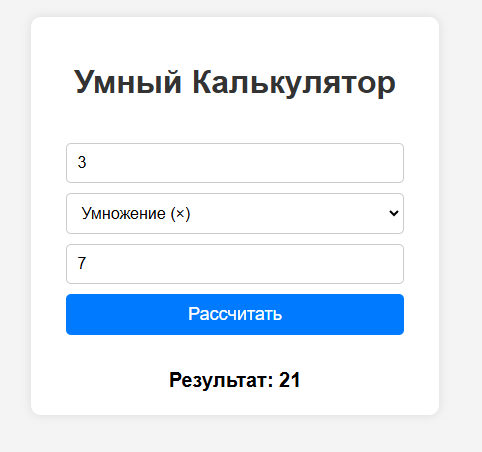 Умный Калькулятор
3
Умножение (×)
7
Рассчитать
Результат: 21